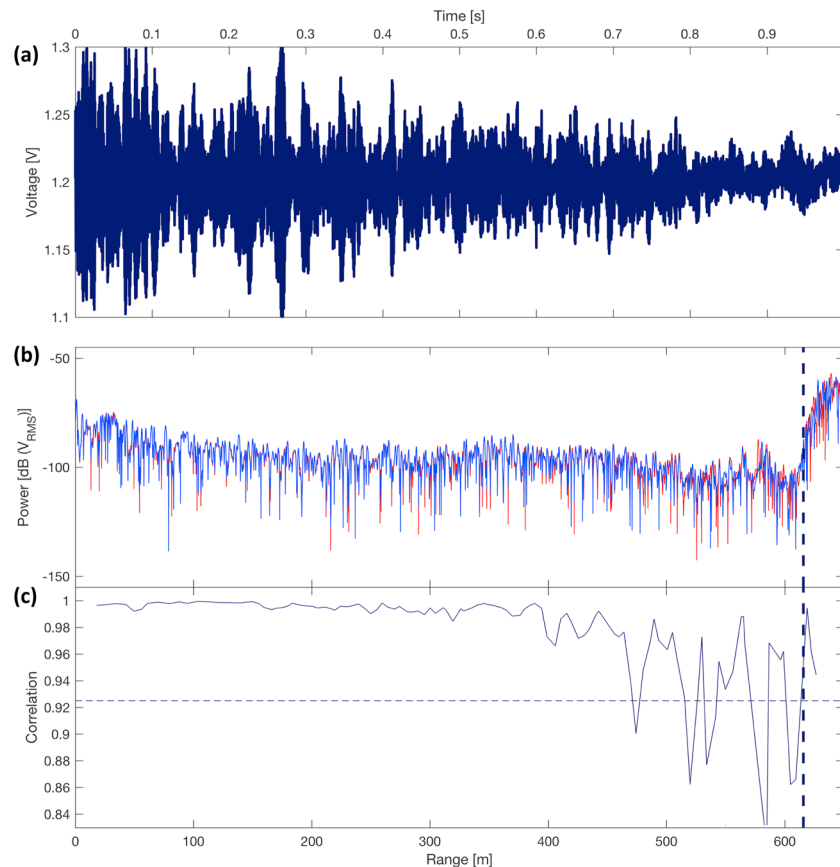 Time [s]
0 0.1 0.2 0.3 0.4 0.5 0.6 0.7 0.8 0.9
(a)
1.3
1.25
1.2
1.15
1.1
Voltage [V]
(b)
-50
-100
-150
Power [dB (V_RMS)]
(c)
1
0.98
0.96
0.94
0.92
0.9
0.88
0.86
0.84
Correlation
0 100 200 300 400 500 600
Range [m]